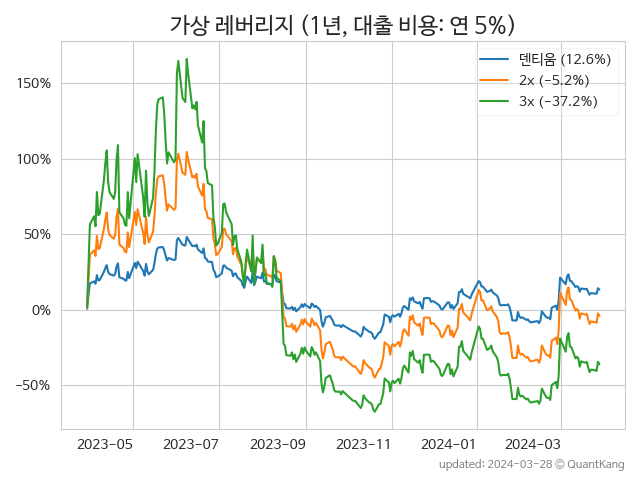 가상 레버리지 (1년, 대출 비용: 연 5%)
덴티움 (12.6%)
2x (−5.2%)
3x (−37.2%)
150%
100%
50%
0%
−50%
2023-05 2023-07 2023-09 2023-11 2024-01 2024-03
updated: 2024-03-28 © QuantKang